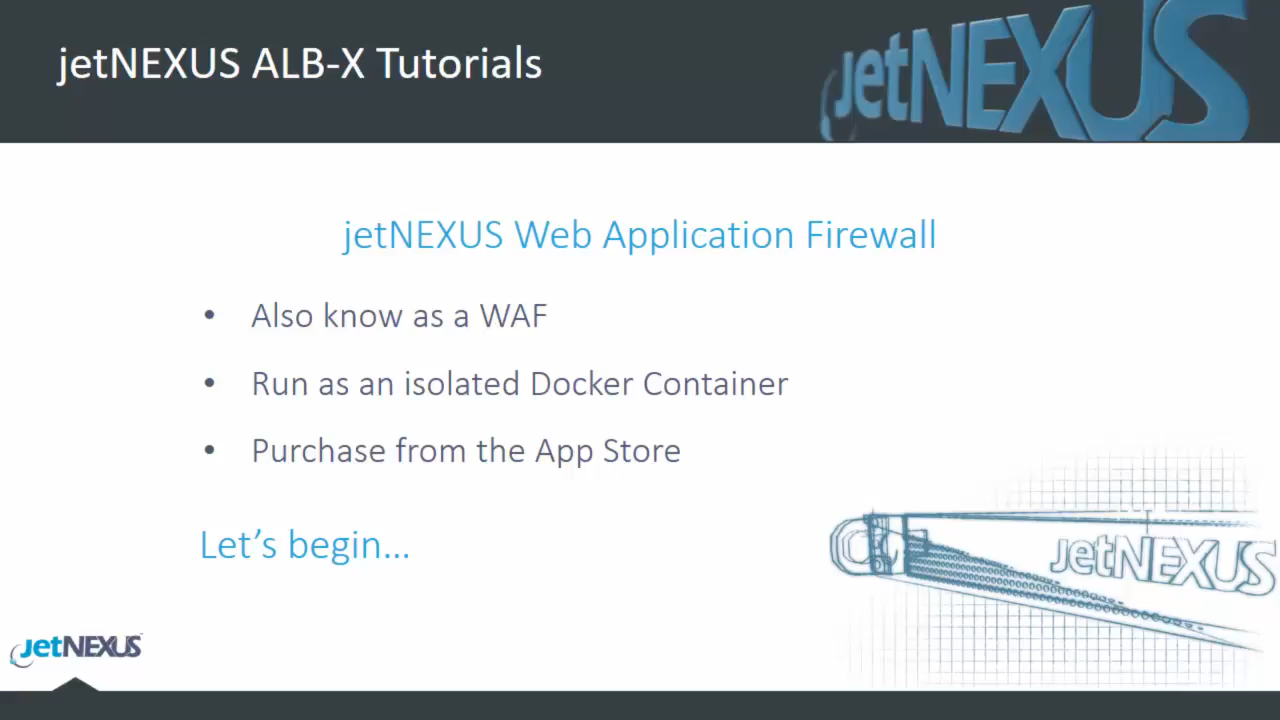 jetNEXUS ALB-X Tutorials
jetNEXUS
jetNEXUS Web Application Firewall
• Also know as a WAF
• Run as an isolated Docker Container
• Purchase from the App Store
Let's begin...
jetNEXUS
jetNEXUS